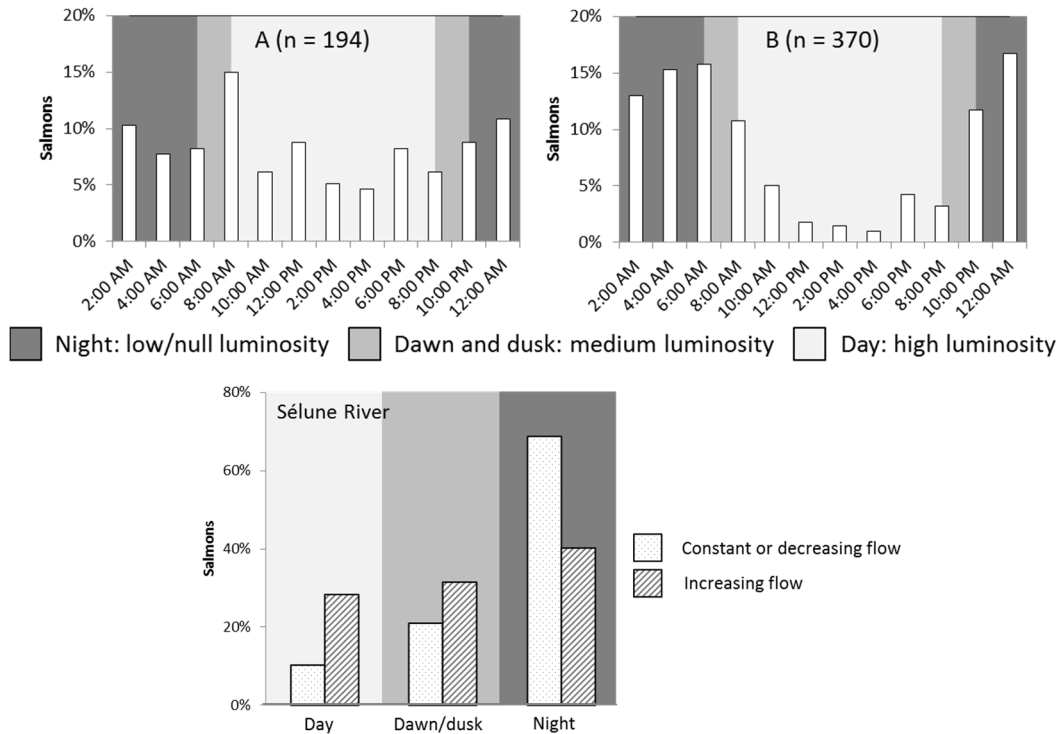 20%
15%
10%
5%
0%
Salmons
A (n = 194)
2:00 AM
4:00 AM
6:00 AM
8:00 AM
10:00 AM
12:00 PM
2:00 PM
4:00 PM
6:00 PM
8:00 PM
10:00 PM
12:00 AM
20%
15%
10%
5%
0%
Salmons
B (n = 370)
2:00 AM
4:00 AM
6:00 AM
8:00 AM
10:00 AM
12:00 PM
2:00 PM
4:00 PM
6:00 PM
8:00 PM
10:00 PM
12:00 AM
Night: low/null luminosity
Dawn and dusk: medium luminosity
Day: high luminosity
80%
60%
40%
20%
0%
Salmons
Sélune River
Day
Dawn/dusk
Night
Constant or decreasing flow
Increasing flow